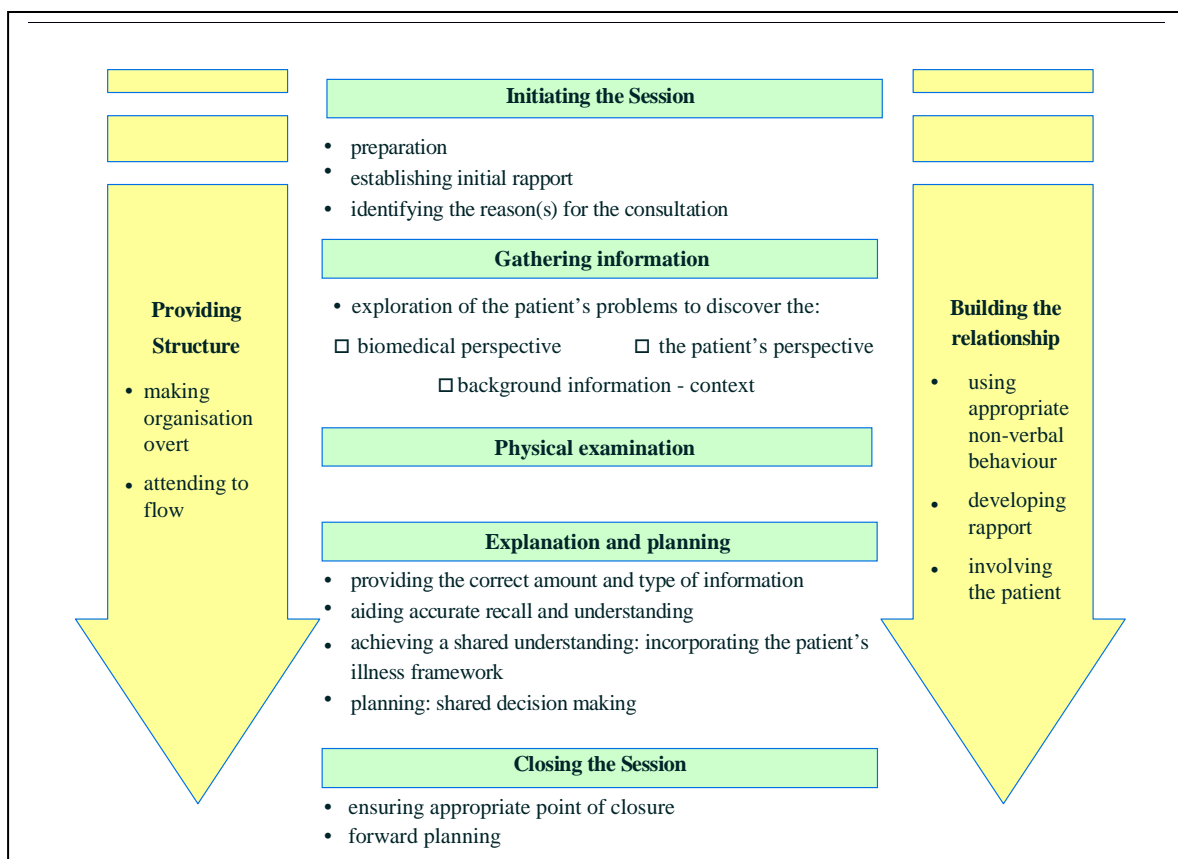 Initiating the Session
• preparation
• establishing initial rapport
• identifying the reason(s) for the consultation
Gathering information
• exploration of the patient’s problems to discover the:
□ biomedical perspective □ the patient’s perspective
□ background information - context
Physical examination
Explanation and planning
• providing the correct amount and type of information
• aiding accurate recall and understanding
• achieving a shared understanding: incorporating the patient’s
illness framework
• planning: shared decision making
Closing the Session
• ensuring appropriate point of closure
• forward planning
Providing
Structure
• making
organisation
overt
• attending to
flow
Building the
relationship
• using
appropriate
non-verbal
behaviour
• developing
rapport
• involving
the patient